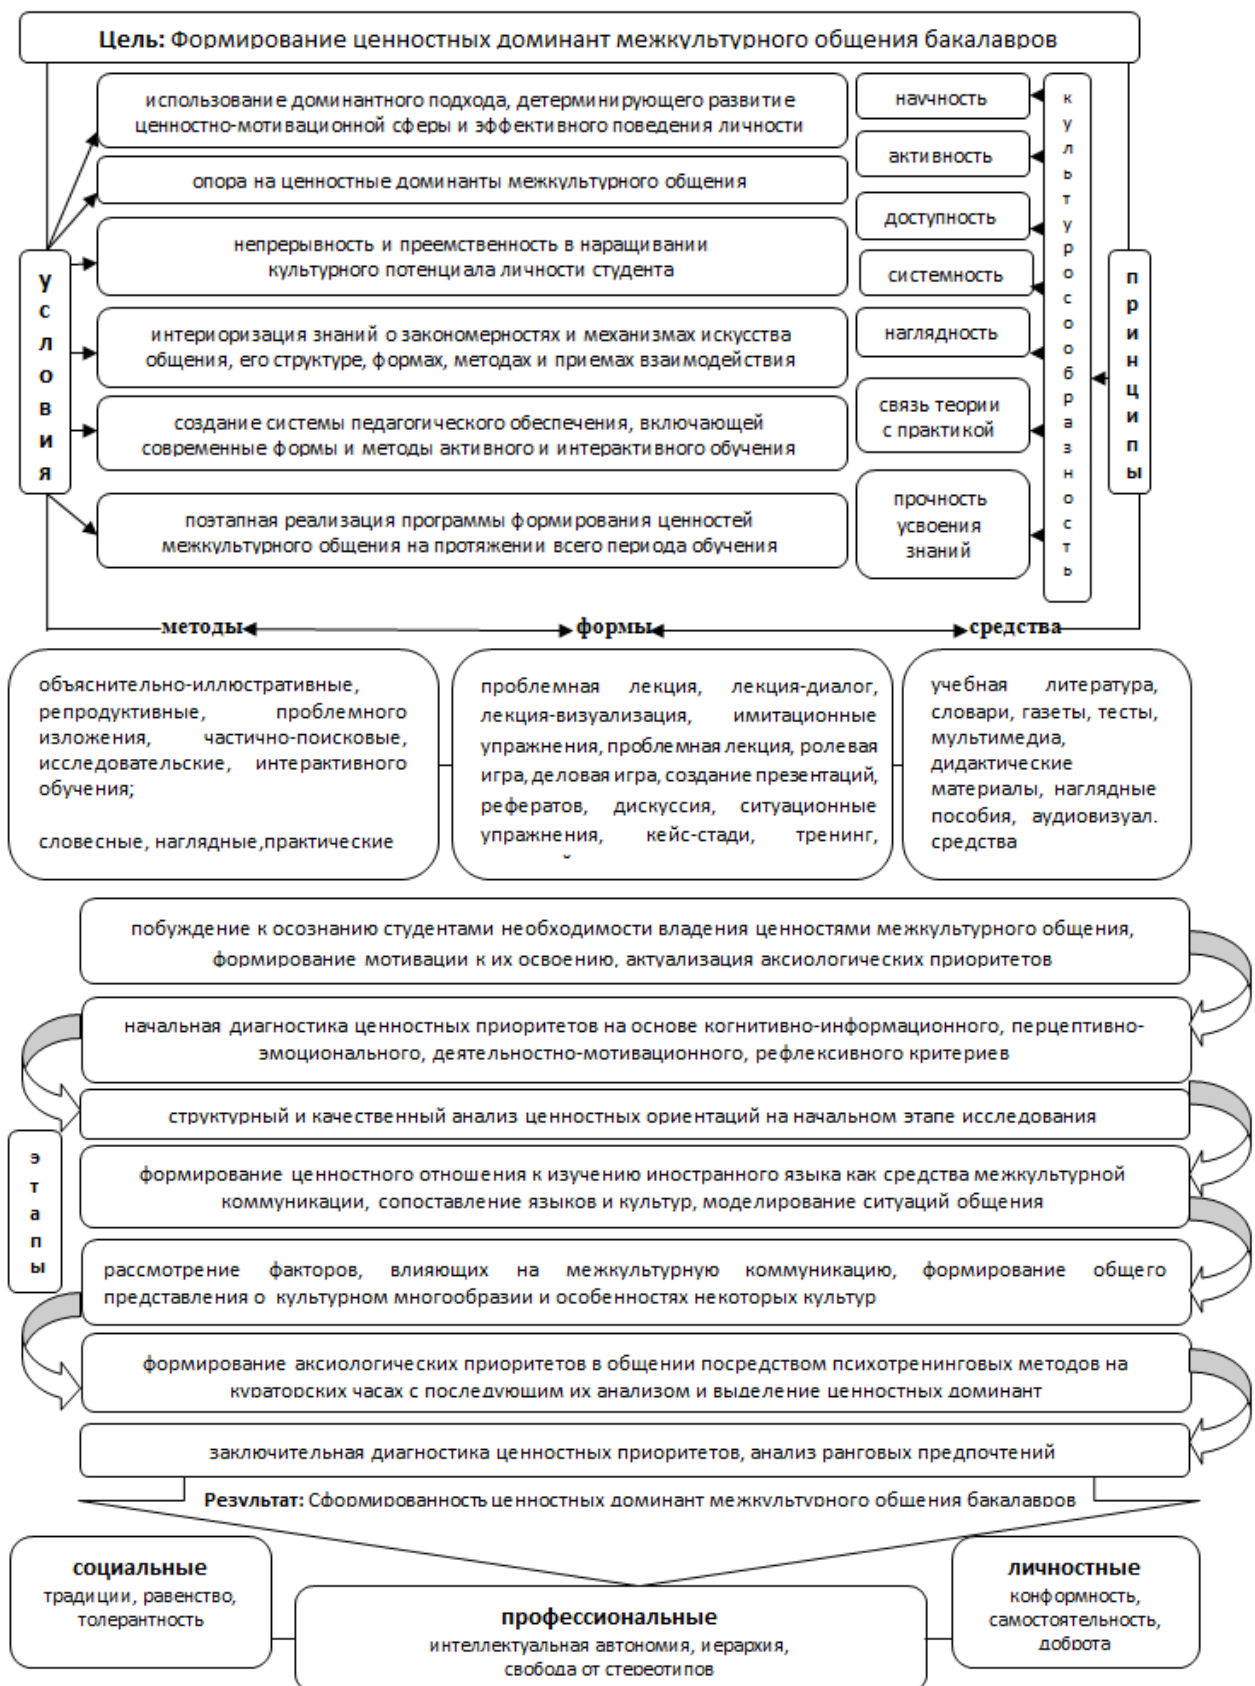 Цель: Формирование ценностных доминант межкультурного общения бакалавров
условия
использование доминантного подхода, детерминирующего развитие
ценностно-мотивационной сферы и эффективного поведения личности
опора на ценностные доминанты межкультурного общения
непрерывность и преемственность в наращивании
культурного потенциала личности студента
интериоризация знаний о закономерностях и механизмах искусства
общения, его структуре, формах, методах и приемах взаимодействия
создание системы педагогического обеспечения, включающей
современные формы и методы активного и интерактивного обучения
поэтапная реализация программы формирования ценностей
межкультурного общения на протяжении всего периода обучения
научность
активность
доступность
системность
наглядность
связь теории
с практикой
прочность
усвоения
знаний
культуросообразность
принципы
методы
формы
средства
объяснительно-иллюстративные,
репродуктивные, проблемного
изложения, частично-поисковые,
исследовательские, интерактивного
обучения;
словесные, наглядные,практические
проблемная лекция, лекция-диалог,
лекция-визуализация, имитационные
упражнения, проблемная лекция, ролевая
игра, деловая игра, создание презентаций,
рефератов, дискуссия, ситуационные
упражнения, кейс-стади, тренинг,
учебная литература,
словари, газеты, тесты,
мультимедиа,
дидактические
материалы, наглядные
пособия, аудиовизуал.
средства
этапы
побуждение к осознанию студентами необходимости владения ценностями межкультурного общения,
формирование мотивации к их освоению, актуализация аксиологических приоритетов
начальная диагностика ценностных приоритетов на основе когнитивно-информационного, перцептивно-
эмоционального, деятельностно-мотивационного, рефлексивного критериев
структурный и качественный анализ ценностных ориентаций на начальном этапе исследования
формирование ценностного отношения к изучению иностранного языка как средства межкультурной
коммуникации, сопоставление языков и культур, моделирование ситуаций общения
рассмотрение факторов, влияющих на межкультурную коммуникацию, формирование общего
представления о культурном многообразии и особенностях некоторых культур
формирование аксиологических приоритетов в общении посредством психотренинговых методов на
кураторских часах с последующим их анализом и выделение ценностных доминант
заключительная диагностика ценностных приоритетов, анализ ранговых предпочтений
Результат: Сформированность ценностных доминант межкультурного общения бакалавров
социальные
традиции, равенство,
толерантность
профессиональные
интеллектуальная автономия, иерархия,
свобода от стереотипов
личностные
конформность,
самостоятельность,
доброта